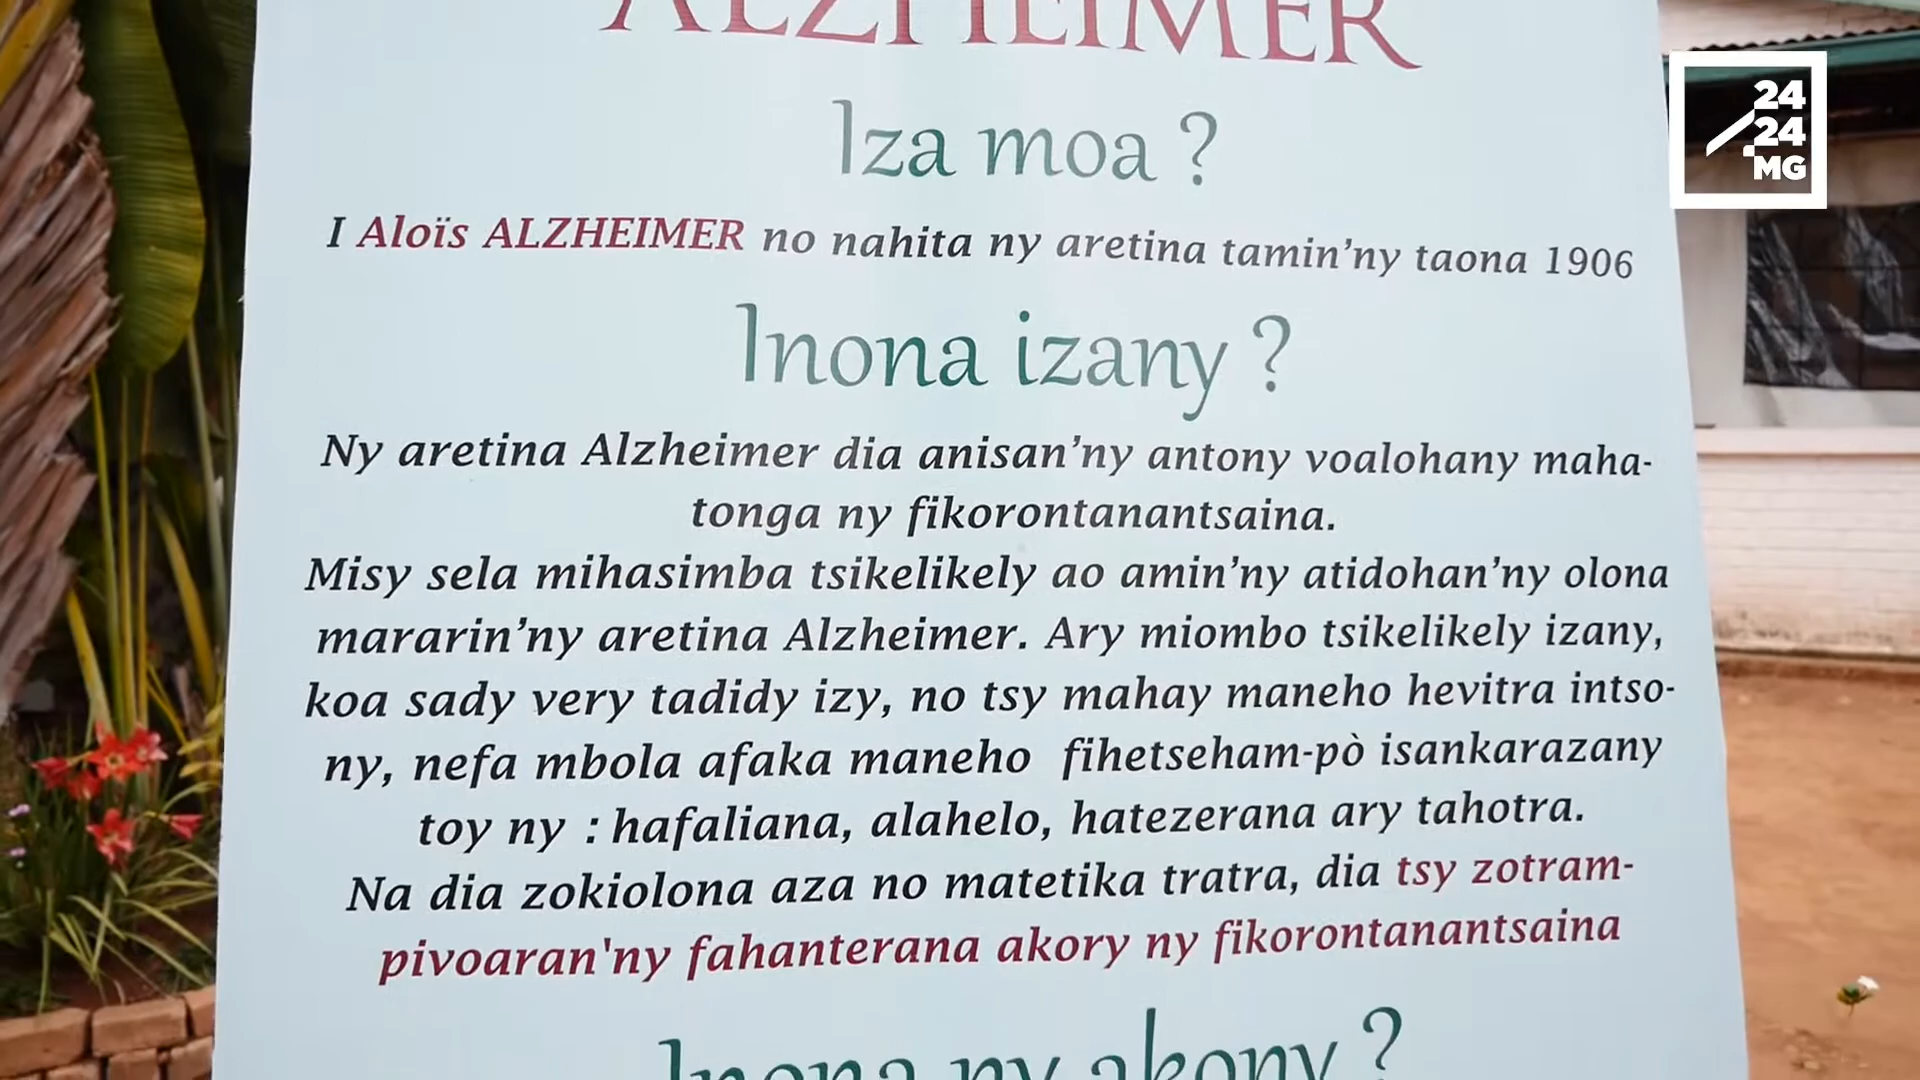 ALZHEIMER
Iza moa ?
I Aloïs ALZHEIMER no nahita ny aretina tamin’ny taona 1906
Inona izany ?
Ny aretina Alzheimer dia anisan’ny antony voalohany maha-
tonga ny fikorontanantsaina.
Misy sela mihasimba tsikelikely ao amin’ny atidohan’ny olona
mararin’ny aretina Alzheimer. Ary miombo tsikelikely izany,
koa sady very tadidy izy, no tsy mahay maneho hevitra intso-
ny, nefa mbola afaka maneho fihetseham-pò isankarazany
toy ny : hafaliana, alahelo, hatezerana ary tahotra.
Na dia zokiolona aza no matetika tratra, dia tsy zotram-
pivoaran'ny fahanterana akory ny fikorontanantsaina
Inona ny akony ?
24
24
MG